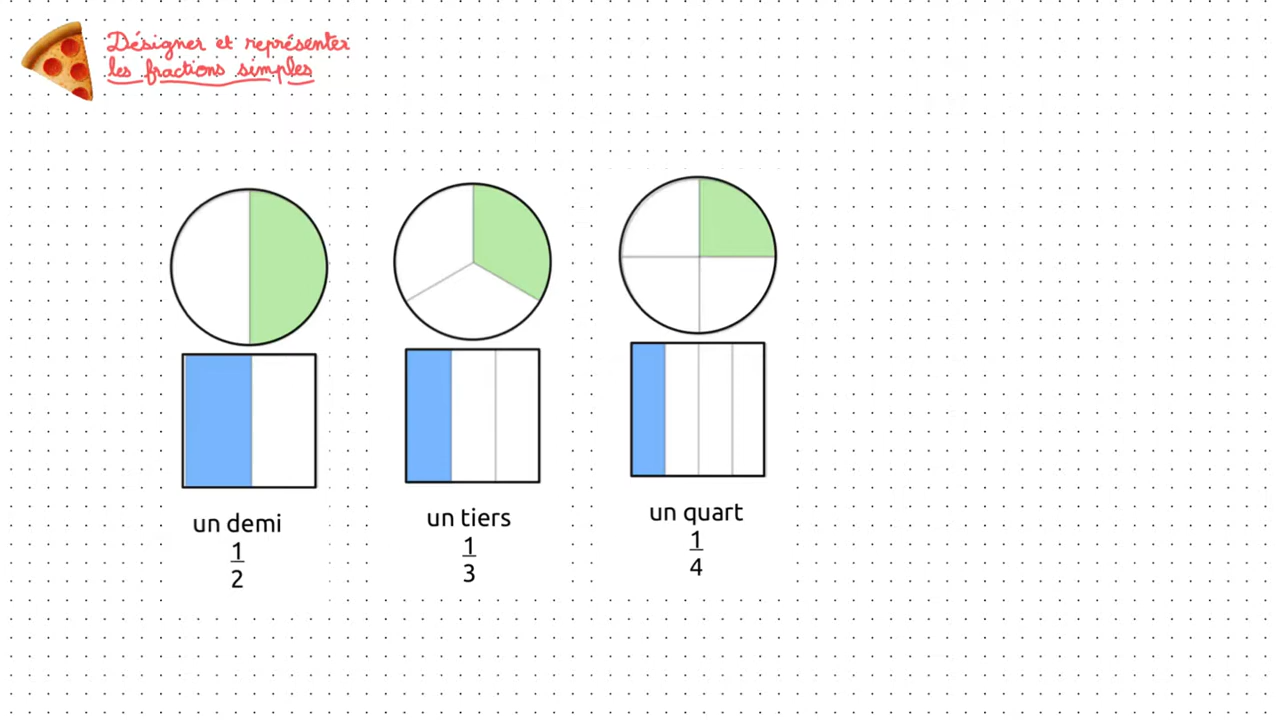 Désigner et représenter
les fractions simples
un demi
1
2
un tiers
1
3
un quart
1
4